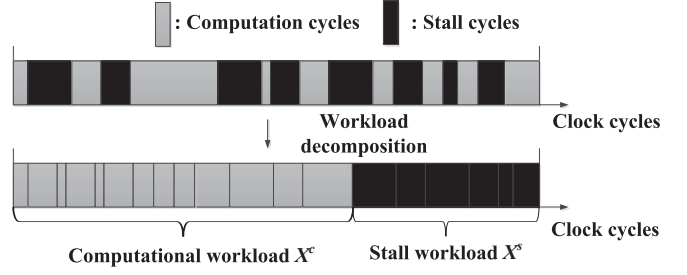 : Computation cycles : Stall cycles
Clock cycles
Workload
decomposition
Clock cycles
Computational workload X^c Stall workload X^s